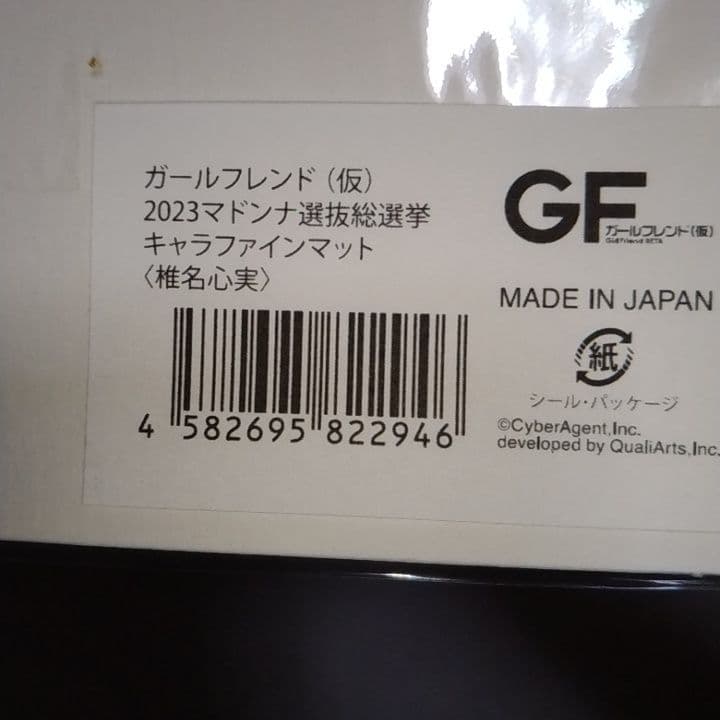 ガールフレンド（仮）
2023マドンナ選抜総選挙
キャラファインマット
〈椎名心実〉
4 582695 822946
GF
ガールフレンド（仮）
Girl Friend BETA
MADE IN JAPAN
紙
シール・パッケージ
©CyberAgent,Inc.
developed by QualiArts,Inc.